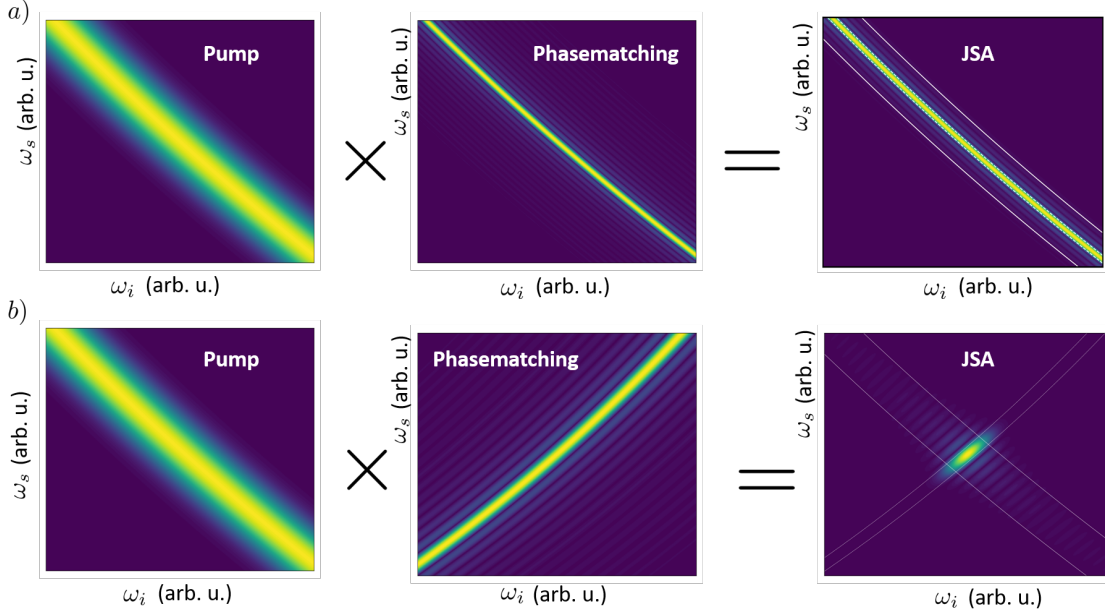 a)
Pump
ω_s (arb. u.)
ω_i (arb. u.)
×
Phasematching
ω_s (arb. u.)
ω_i (arb. u.)
=
JSA
ω_s (arb. u.)
ω_i (arb. u.)
b)
Pump
ω_s (arb. u.)
ω_i (arb. u.)
×
Phasematching
ω_s (arb. u.)
ω_i (arb. u.)
=
JSA
ω_s (arb. u.)
ω_i (arb. u.)